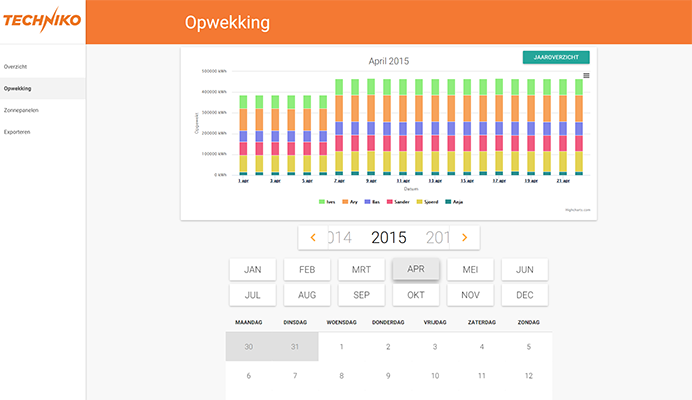 TECHNIKO
Opwekking
Overzicht
Opwekking
Zonnepanelen
Exporteren
April 2015
JAAROVERZICHT
500000 kWh
400000 kWh
300000 kWh
200000 kWh
100000 kWh
0 kWh
Opgewekt
1. apr 3. apr 5. apr 7. apr 9. apr 11. apr 13. apr 15. apr 17. apr 19. apr 21. apr
Datum
Ives Ary Bas Sander Sjoerd Anja
Highcharts.com
014 2015 201
JAN FEB MRT APR MEI JUN
JUL AUG SEP OKT NOV DEC
MAANDAG DINSDAG WOENSDAG DONDERDAG VRIJDAG ZATERDAG ZONDAG
30 31 1 2 3 4 5
6 7 8 9 10 11 12